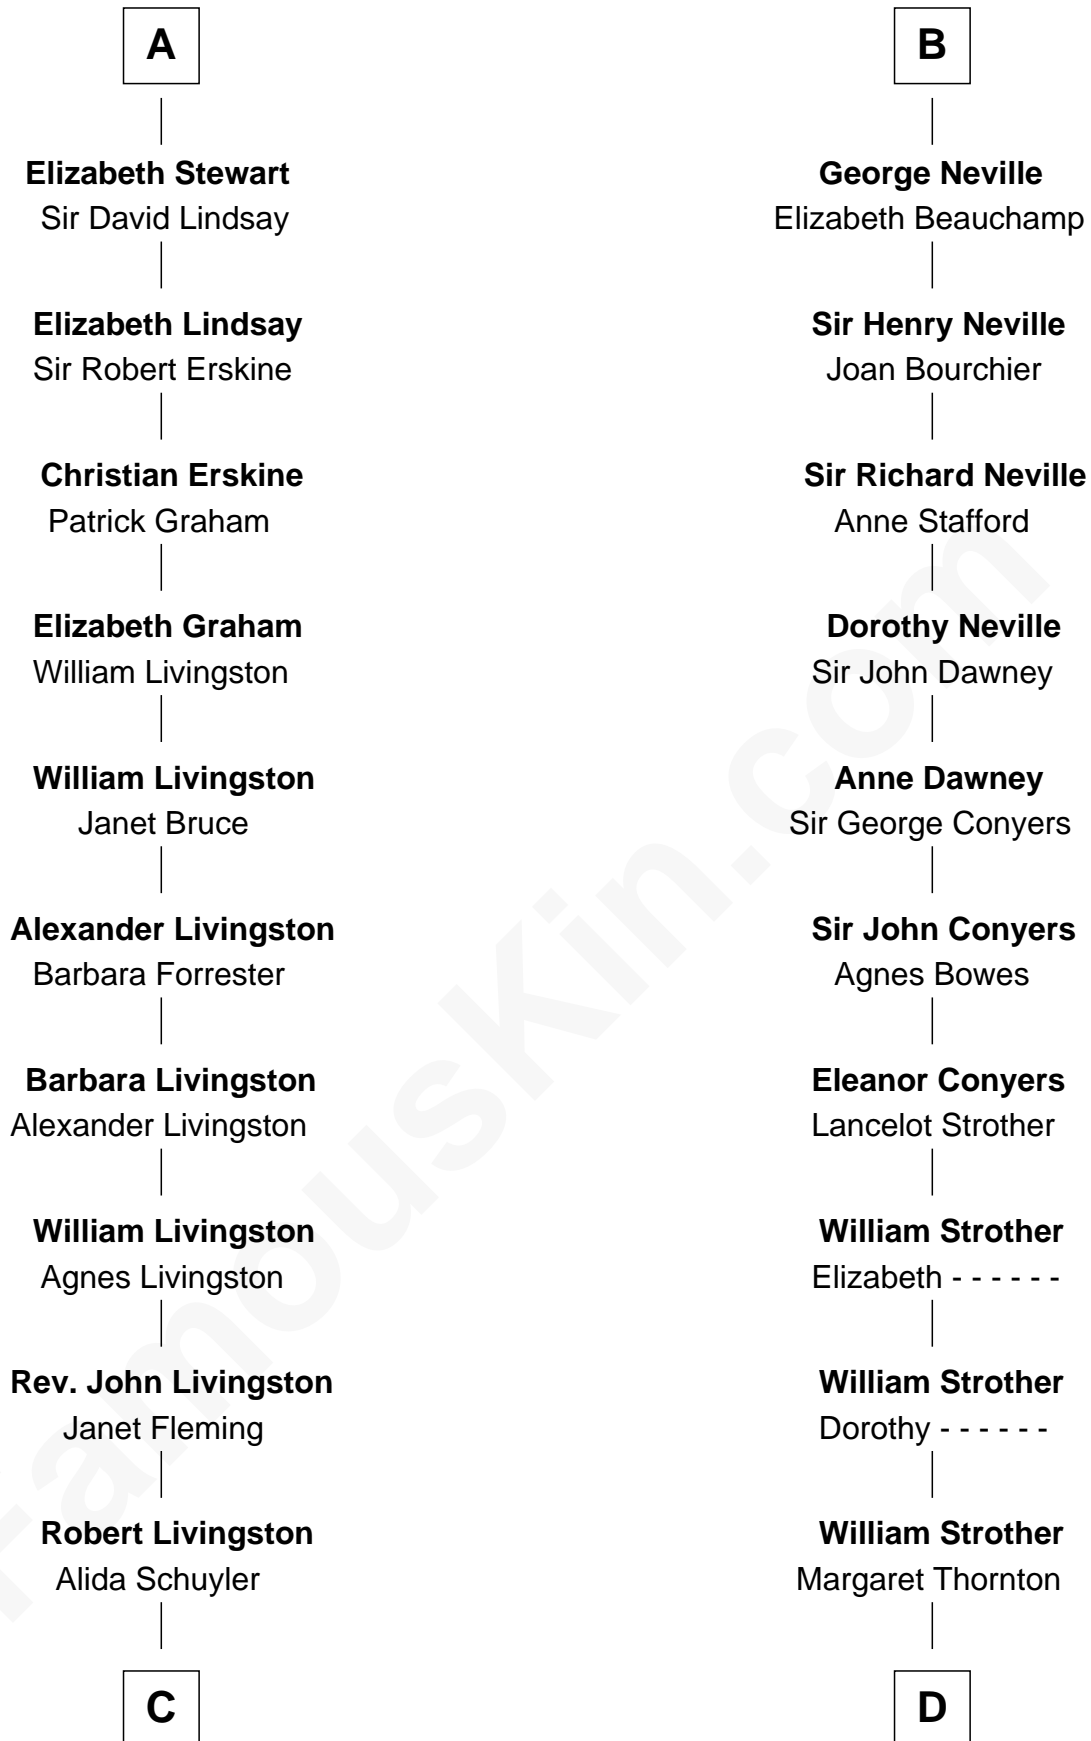 A
Elizabeth Stewart
Sir David Lindsay
Elizabeth Lindsay
Sir Robert Erskine
Christian Erskine
Patrick Graham
Elizabeth Graham
William Livingston
William Livingston
Janet Bruce
Alexander Livingston
Barbara Forrester
Barbara Livingston
Alexander Livingston
William Livingston
Agnes Livingston
Rev. John Livingston
Janet Fleming
Robert Livingston
Alida Schuyler
C
B
George Neville
Elizabeth Beauchamp
Sir Henry Neville
Joan Bourchier
Sir Richard Neville
Anne Stafford
Dorothy Neville
Sir John Dawney
Anne Dawney
Sir George Conyers
Sir John Conyers
Agnes Bowes
Eleanor Conyers
Lancelot Strother
William Strother
Elizabeth - - - - - -
William Strother
Dorothy - - - - - -
William Strother
Margaret Thornton
D
FamousKin.com